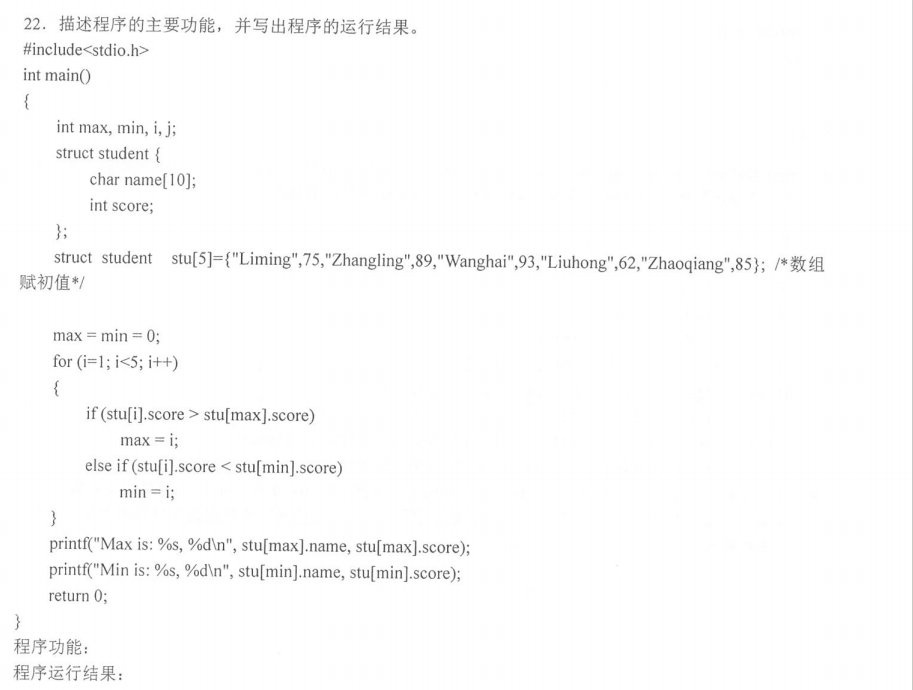 22．描述程序的主要功能，并写出程序的运行结果。
#include<stdio.h>
int main()
{
int max, min, i, j;
struct student {
char name[10];
int score;
};
struct student stu[5]={"Liming",75,"Zhangling",89,"Wanghai",93,"Liuhong",62,"Zhaoqiang",85}; /*数组
赋初值*/
max = min = 0;
for (i=1; i<5; i++)
{
if (stu[i].score > stu[max].score)
max = i;
else if (stu[i].score < stu[min].score)
min = i;
}
printf("Max is: %s, %d\n", stu[max].name, stu[max].score);
printf("Min is: %s, %d\n", stu[min].name, stu[min].score);
return 0;
}
程序功能：
程序运行结果：